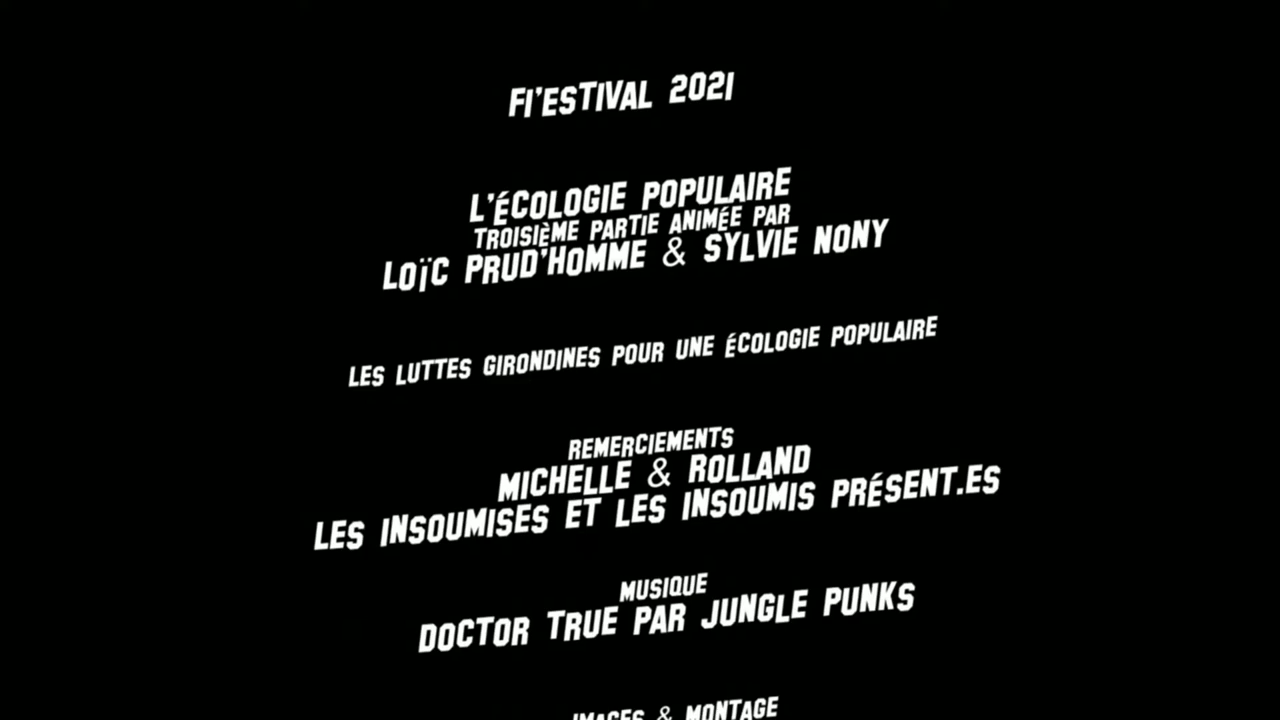 FI'ESTIVAL 2021
L'ÉCOLOGIE POPULAIRE
TROISIÈME PARTIE ANIMÉE PAR
LOÏC PRUD'HOMME & SYLVIE NONY
LES LUTTES GIRONDINES POUR UNE ÉCOLOGIE POPULAIRE
REMERCIEMENTS
MICHELLE & ROLLAND
LES INSOUMISES ET LES INSOUMIS PRÉSENT.ES
MUSIQUE
DOCTOR TRUE PAR JUNGLE PUNKS
IMAGES & MONTAGE